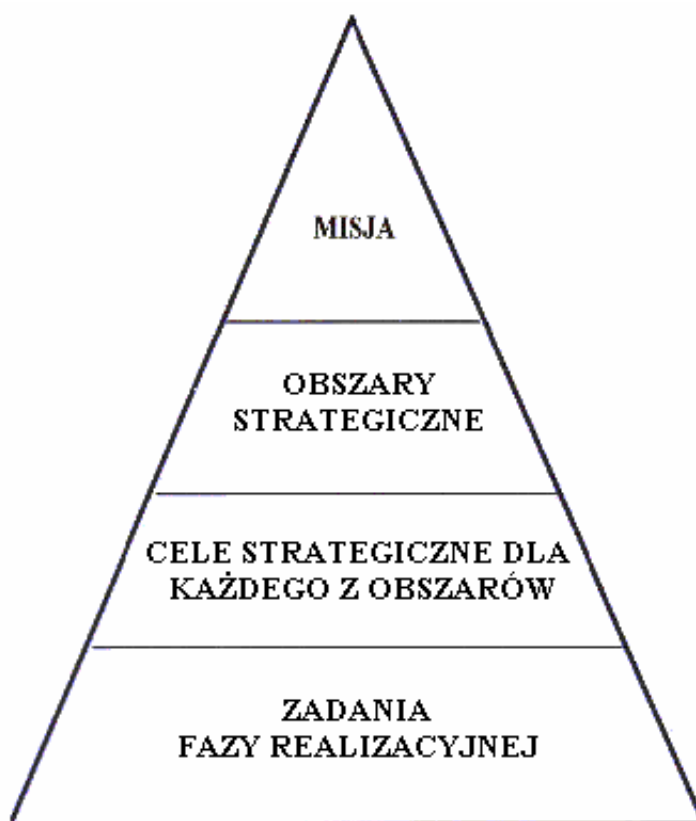 MISJA
OBSZARY
STRATEGICZNE
CELE STRATEGICZNE DLA
KAŻDEGO Z OBSZARÓW
ZADANIA
FAZY REALIZACYJNEJ